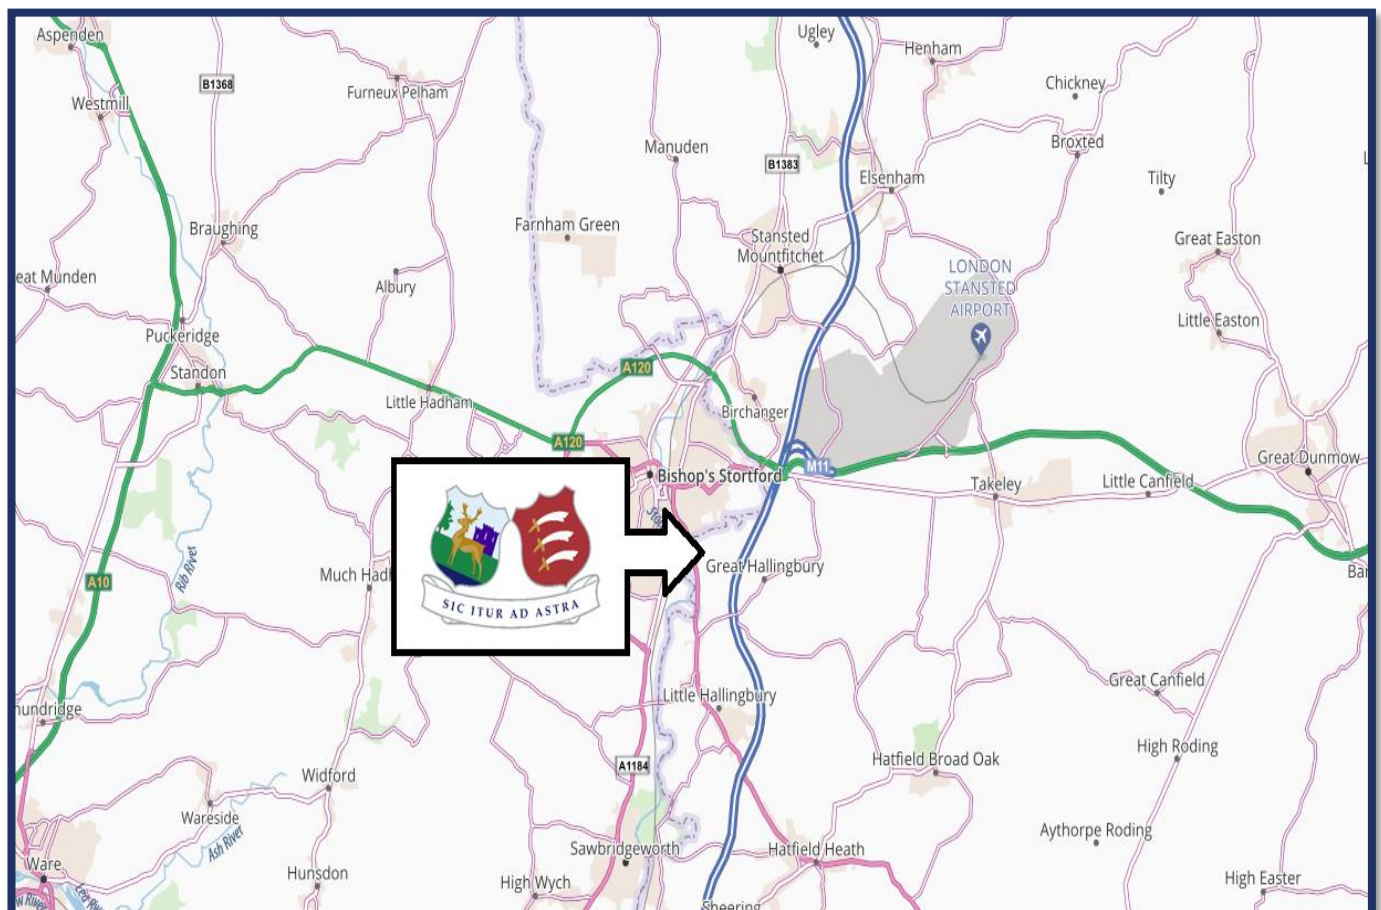 Ugley
Aspenden
Henham
B1368
Chickney
Furneux Pelham
Westmill
Broxted
Manuden
B1383
Elsenham
Tilty
Farnham Green
Braughing
Stansted
Mountfitchet
Great Easton
LONDON
STANSTED
AIRPORT
eat Munden
Albury
Little Easton
Puckeridge
A120
Standon
Little Hadham
Birchanger
A120
Great Dunmow
M11
Bishop's Stortford
Takeley
Little Canfield
Sto
Rib River
Great Hallingbury
Bar
Much Had
A10
SIC ITUR AD ASTRA
Great Canfield
Little Hallingbury
hundridge
High Roding
Hatfield Broad Oak
A1184
Widford
Wareside
Aythorpe Roding
Ash River
Sawbridgeworth
Hatfield Heath
Ware
Hunsdon
High Wych
High Easter
w River
Sheering